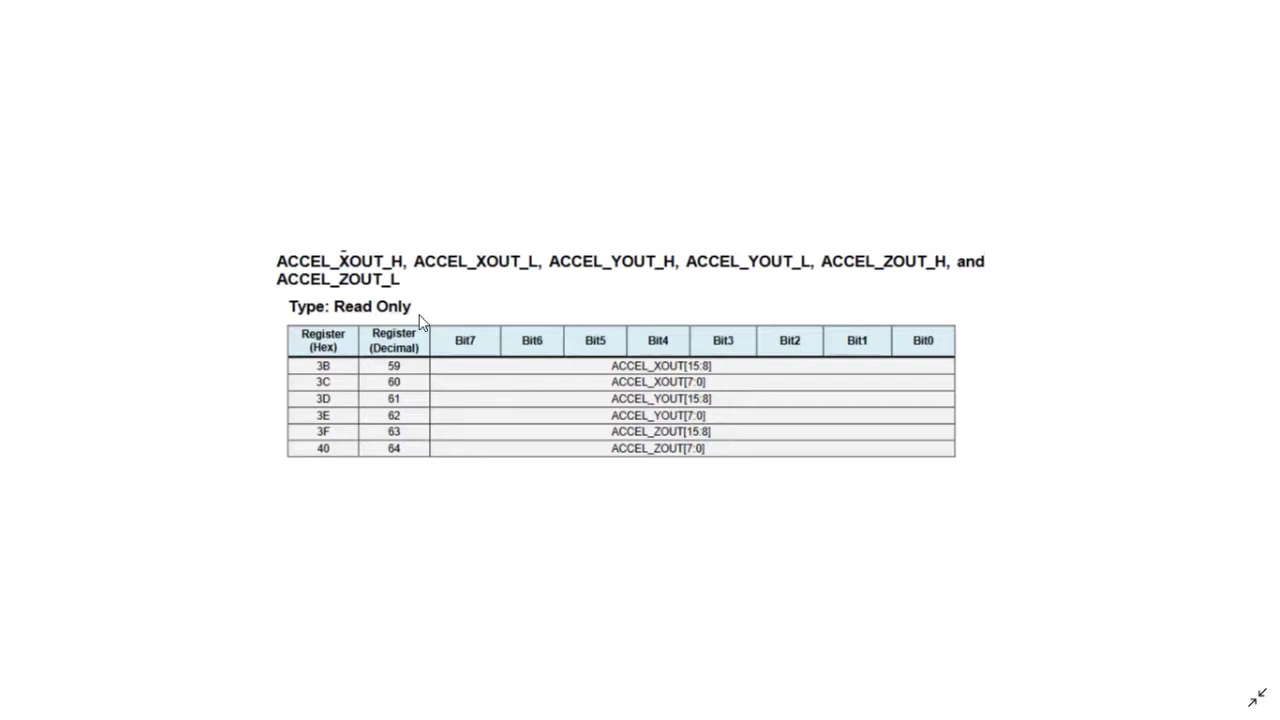 ACCEL_XOUT_H, ACCEL_XOUT_L, ACCEL_YOUT_H, ACCEL_YOUT_L, ACCEL_ZOUT_H, and
ACCEL_ZOUT_L
Type: Read Only
Register (Hex) Register (Decimal) Bit7 Bit6 Bit5 Bit4 Bit3 Bit2 Bit1 Bit0
3B 59 ACCEL_XOUT[15:8]
3C 60 ACCEL_XOUT[7:0]
3D 61 ACCEL_YOUT[15:8]
3E 62 ACCEL_YOUT[7:0]
3F 63 ACCEL_ZOUT[15:8]
40 64 ACCEL_ZOUT[7:0]